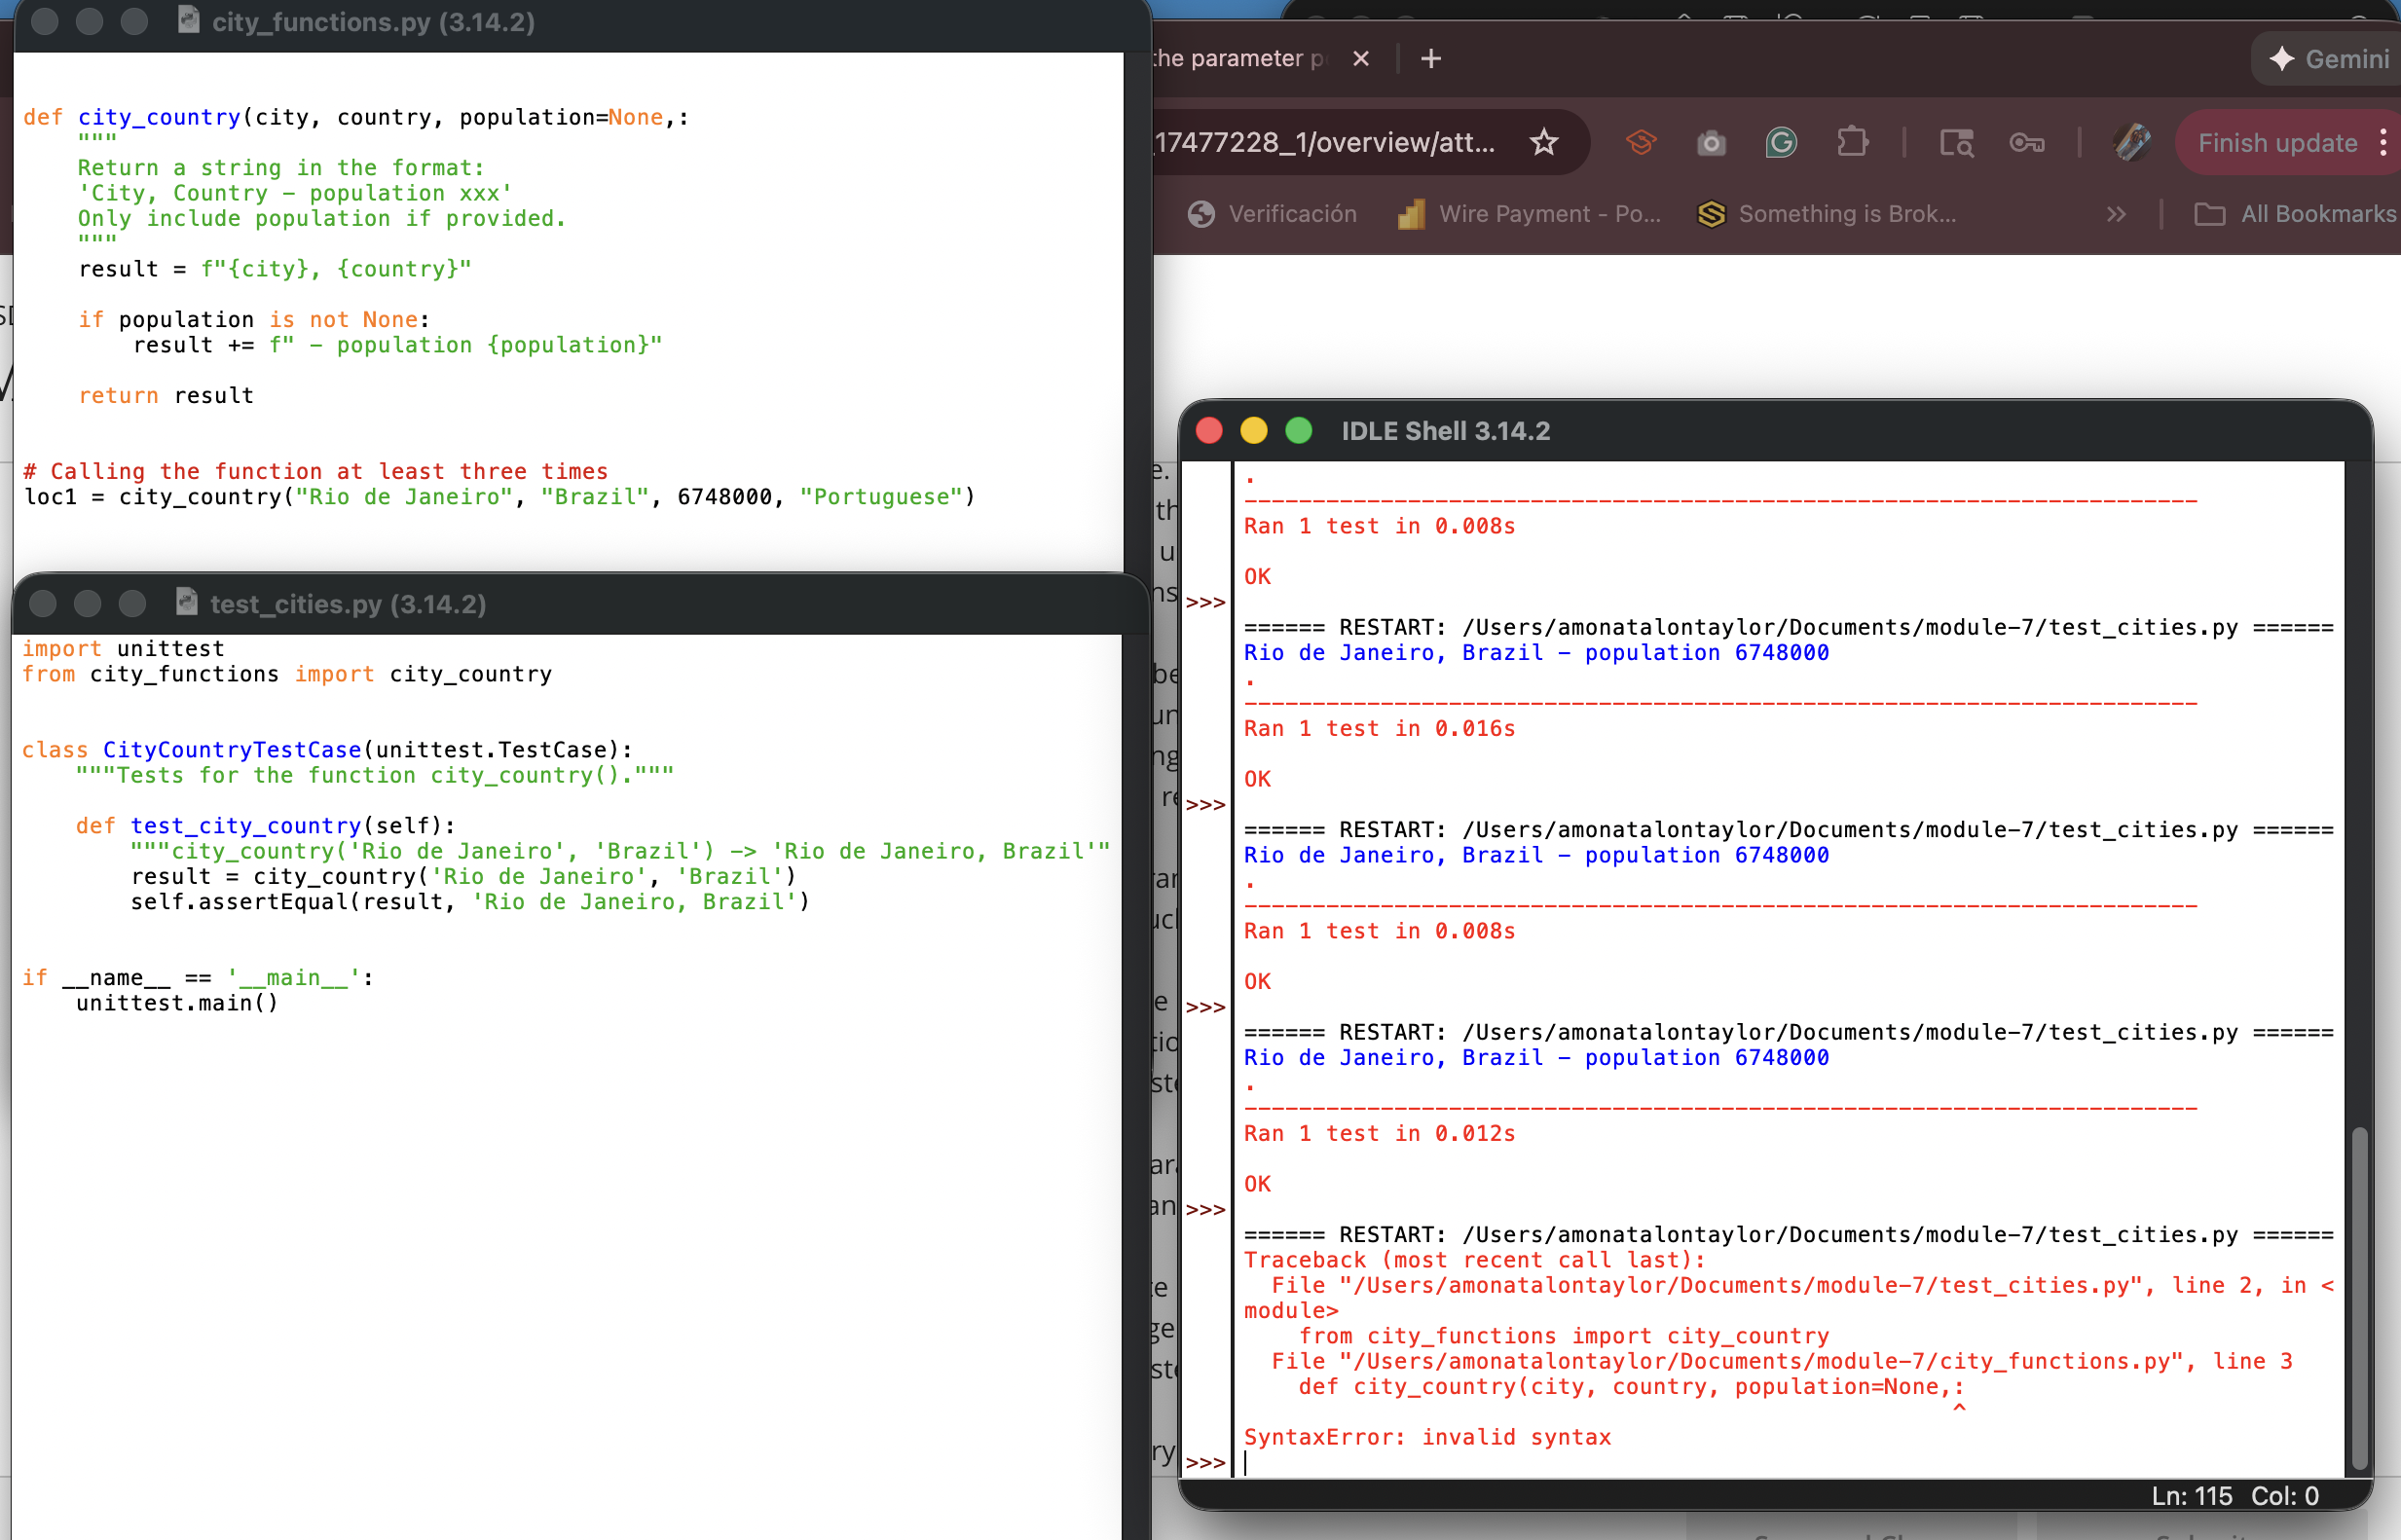 city_functions.py (3.14.2)
def city_country(city, country, population=None,:
"""
Return a string in the format:
'City, Country - population xxx'
Only include population if provided.
"""
result = f"{city}, {country}"
if population is not None:
result += f" - population {population}"
return result
# Calling the function at least three times
loc1 = city_country("Rio de Janeiro", "Brazil", 6748000, "Portuguese")
test_cities.py (3.14.2)
import unittest
from city_functions import city_country
class CityCountryTestCase(unittest.TestCase):
"""Tests for the function city_country()."""
def test_city_country(self):
"""city_country('Rio de Janeiro', 'Brazil') -> 'Rio de Janeiro, Brazil'"
result = city_country('Rio de Janeiro', 'Brazil')
self.assertEqual(result, 'Rio de Janeiro, Brazil')
if __name__ == '__main__':
unittest.main()
the parameter
Gemini
_17477228_1/overview/att...
Finish update
Verificación
Wire Payment - Po...
Something is Brok...
All Bookmarks
IDLE Shell 3.14.2
.
----------------------------------------------------------------------
Ran 1 test in 0.008s
OK
>>>
====== RESTART: /Users/amonatalontaylor/Documents/module-7/test_cities.py ======
Rio de Janeiro, Brazil - population 6748000
.
----------------------------------------------------------------------
Ran 1 test in 0.016s
OK
>>>
====== RESTART: /Users/amonatalontaylor/Documents/module-7/test_cities.py ======
Rio de Janeiro, Brazil - population 6748000
.
----------------------------------------------------------------------
Ran 1 test in 0.008s
OK
>>>
====== RESTART: /Users/amonatalontaylor/Documents/module-7/test_cities.py ======
Rio de Janeiro, Brazil - population 6748000
.
----------------------------------------------------------------------
Ran 1 test in 0.012s
OK
>>>
====== RESTART: /Users/amonatalontaylor/Documents/module-7/test_cities.py ======
Traceback (most recent call last):
File "/Users/amonatalontaylor/Documents/module-7/test_cities.py", line 2, in <
module>
from city_functions import city_country
File "/Users/amonatalontaylor/Documents/module-7/city_functions.py", line 3
def city_country(city, country, population=None,:
^
SyntaxError: invalid syntax
>>>
Ln: 115 Col: 0